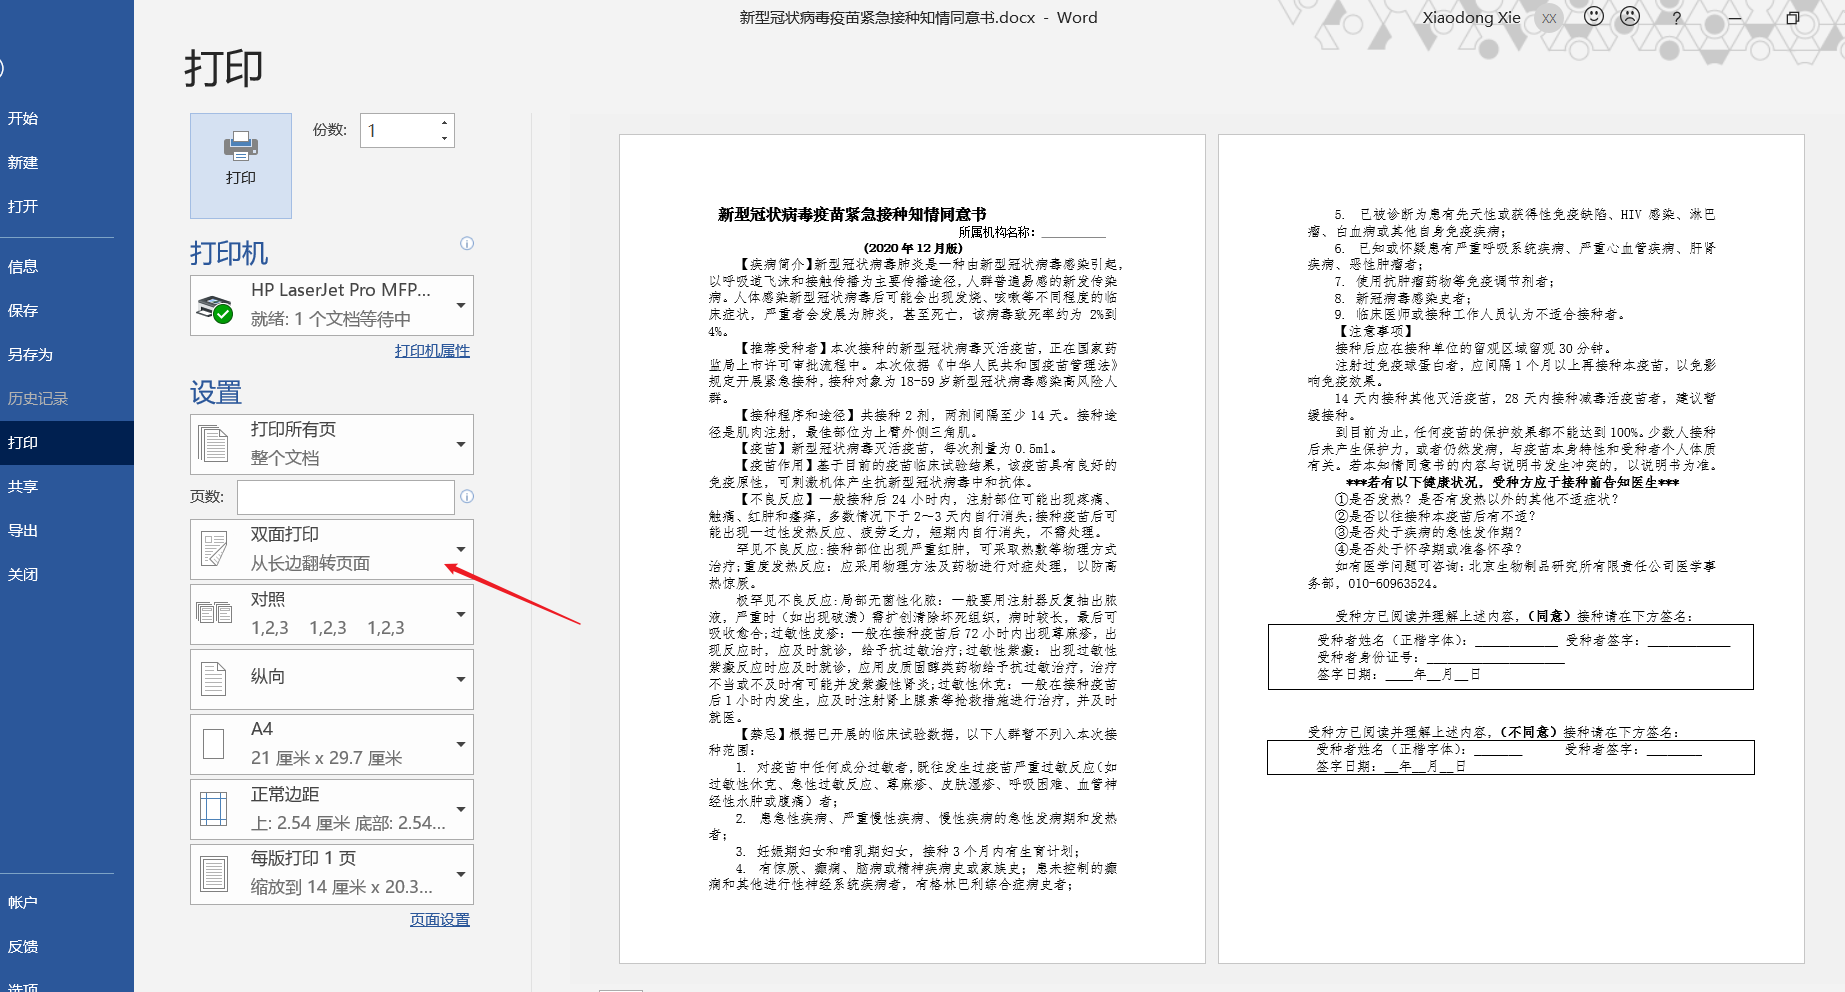 新型冠状病毒疫苗紧急接种知情同意书.docx - Word
Xiaodong Xie
XX
?
开始
新建
打开
信息
保存
另存为
历史记录
打印
共享
导出
关闭
帐户
反馈
选项
打印
打印
份数:
1
打印机
HP LaserJet Pro MFP...
就绪: 1 个文档等待中
打印机属性
设置
打印所有页
整个文档
页数:
双面打印
从长边翻转页面
对照
1,2,3 1,2,3 1,2,3
纵向
A4
21 厘米 x 29.7 厘米
正常边距
上: 2.54 厘米 底部: 2.54...
每版打印 1 页
缩放到 14 厘米 x 20.3...
页面设置
新型冠状病毒疫苗紧急接种知情同意书
所属机构名称: __________
(2020 年 12 月版)
【疾病简介】新型冠状病毒肺炎是一种由新型冠状病毒感染引起,
以呼吸道飞沫和接触传播为主要传播途径,人群普遍易感的新发传染
病。人体感染新型冠状病毒后可能会出现发烧、咳嗽等不同程度的临
床症状,严重者会发展为肺炎,甚至死亡,该病毒致死率约为 2%到
4%。
【推荐受种者】本次接种的新型冠状病毒灭活疫苗,正在国家药
监局上市许可审批流程中。本次依据《中华人民共和国疫苗管理法》
规定开展紧急接种,接种对象为 18-59 岁新型冠状病毒感染高风险人
群。
【接种程序和途径】共接种 2 剂,两剂间隔至少 14 天。接种途
径是肌肉注射,最佳部位为上臂外侧三角肌。
【疫苗】新型冠状病毒灭活疫苗,每次剂量为 0.5ml。
【疫苗作用】基于目前的疫苗临床试验结果,该疫苗具有良好的
免疫原性,可刺激机体产生抗新型冠状病毒中和抗体。
【不良反应】一般接种后 24 小时内,注射部位可能出现疼痛、
触痛、红肿和瘙痒,多数情况下于 2～3 天内自行消失;接种疫苗后可
能出现一过性发热反应、疲劳乏力,短期内自行消失,不需处理。
罕见不良反应:接种部位出现严重红肿,可采取热敷等物理方式
治疗;重度发热反应: 应采用物理方法及药物进行对症处理,以防高
热惊厥。
极罕见不良反应:局部无菌性化脓: 一般要用注射器反复抽出脓
液,严重时(如出现破溃)需扩创清除坏死组织,病时较长,最后可
吸收愈合;过敏性皮疹: 一般在接种疫苗后 72 小时内出现荨麻疹,出
现反应时,应及时就诊,给予抗过敏治疗;过敏性紫癜: 出现过敏性
紫癜反应时应及时就诊,应用皮质固醇类药物给予抗过敏治疗,治疗
不当或不及时有可能并发紫癜性肾炎;过敏性休克: 一般在接种疫苗
后 1 小时内发生,应及时注射肾上腺素等抢救措施进行治疗,并及时
就医。
【禁忌】根据已开展的临床试验数据,以下人群暂不列入本次接
种范围:
1. 对疫苗中任何成分过敏者,既往发生过疫苗严重过敏反应(如
过敏性休克、急性过敏反应、荨麻疹、皮肤湿疹、呼吸困难、血管神
经性水肿或腹痛)者;
2. 患急性疾病、严重慢性疾病、慢性疾病的急性发病期和发热
者;
3. 妊娠期妇女和哺乳期妇女,接种 3 个月内有生育计划;
4. 有惊厥、癫痫、脑病或精神疾病史或家族史;患未控制的癫
痫和其他进行性神经系统疾病者,有格林巴利综合症病史者;
5. 已被诊断为患有先天性或获得性免疫缺陷、HIV 感染、淋巴
瘤、白血病或其他自身免疫疾病;
6. 已知或怀疑患有严重呼吸系统疾病、严重心血管疾病、肝肾
疾病、恶性肿瘤者;
7. 使用抗肿瘤药物等免疫调节剂者;
8. 新冠病毒感染史者;
9. 临床医师或接种工作人员认为不适合接种者。
【注意事项】
接种后应在接种单位的留观区域留观 30 分钟。
注射过免疫球蛋白者,应间隔 1 个月以上再接种本疫苗,以免影
响免疫效果。
14 天内接种其他灭活疫苗,28 天内接种减毒活疫苗者,建议暂
缓接种。
到目前为止,任何疫苗的保护效果都不能达到 100%。少数人接种
后未产生保护力,或者仍然发病,与疫苗本身特性和受种者个人体质
有关。若本知情同意书的内容与说明书发生冲突的,以说明书为准。
***若有以下健康状况,受种方应于接种前告知医生***
①是否发热?是否有发热以外的其他不适症状?
②是否以往接种本疫苗后有不适?
③是否处于疾病的急性发作期?
④是否处于怀孕期或准备怀孕?
如有医学问题可咨询:北京生物制品研究所有限责任公司医学事
务部,010-60963524。
受种方已阅读并理解上述内容,(同意)接种请在下方签名:
受种者姓名(正楷字体): ____________ 受种者签字: ____________
受种者身份证号: ____________________
签字日期: ____年__月__日
受种方已阅读并理解上述内容,(不同意)接种请在下方签名:
受种者姓名(正楷字体): _______ 受种者签字: ________
签字日期: __年__月__日